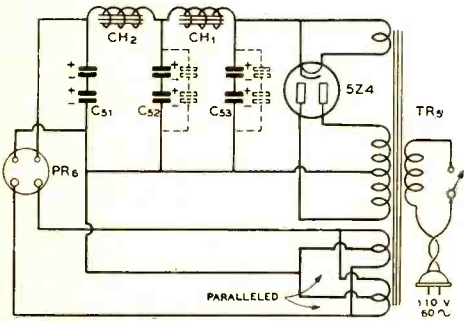 CH2
CH1
+
-
+
-
+
-
+
-
+
-
+
-
C51
C52
C53
5Z4
TR5
PR6
PARALLELED
110 V
60~